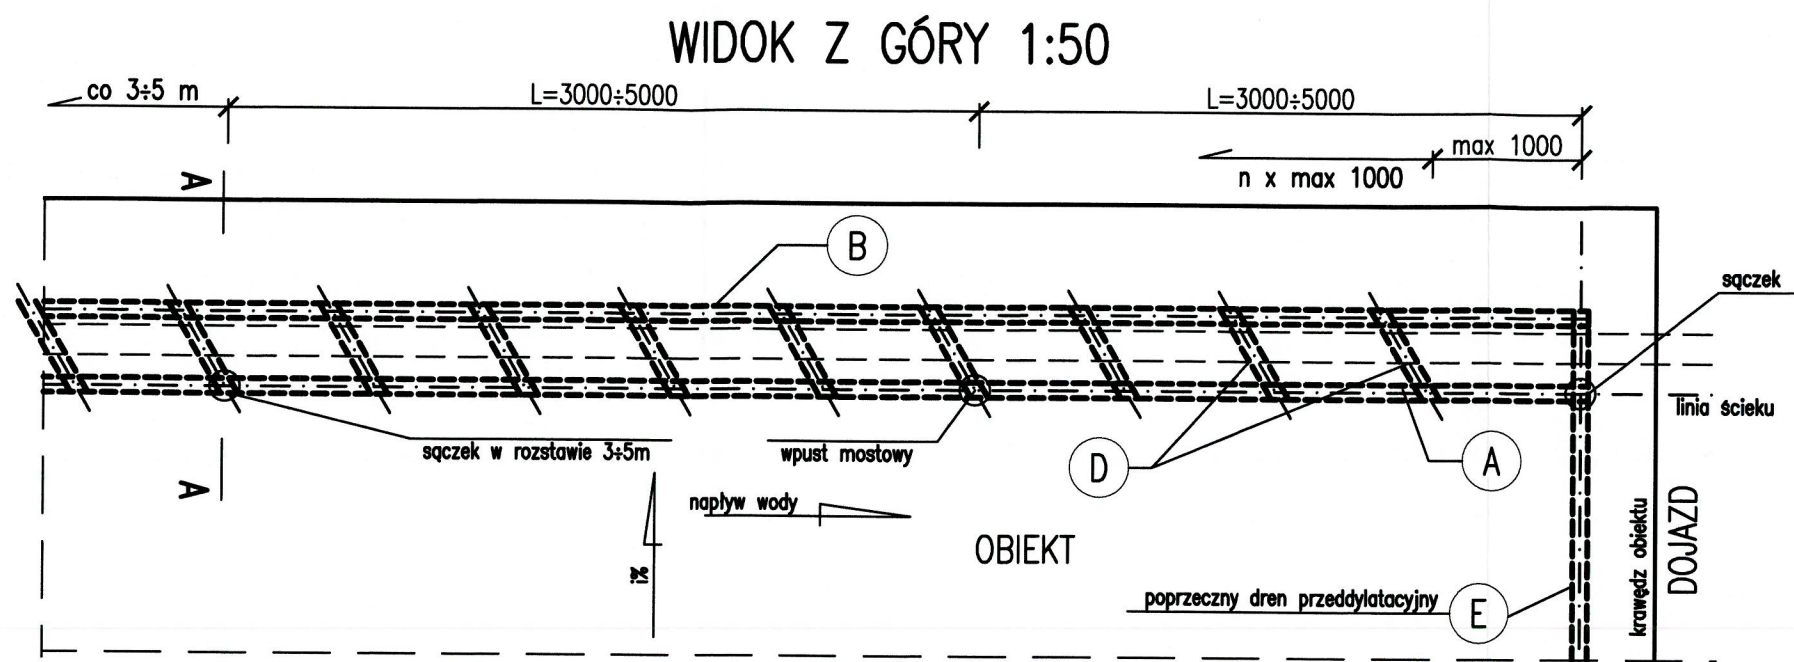 WIDOK Z GÓRY 1:50
co 3÷5 m
L=3000÷5000
L=3000÷5000
max 1000
n x max 1000
A
B
sączek
linia ścieku
sączek w rozstawie 3÷5m
wpust mostowy
D
A
A
napływ wody
OBIEKT
i%
poprzeczny dren przeddylatacyjny
E
krawędz obiektu
DOJAZD